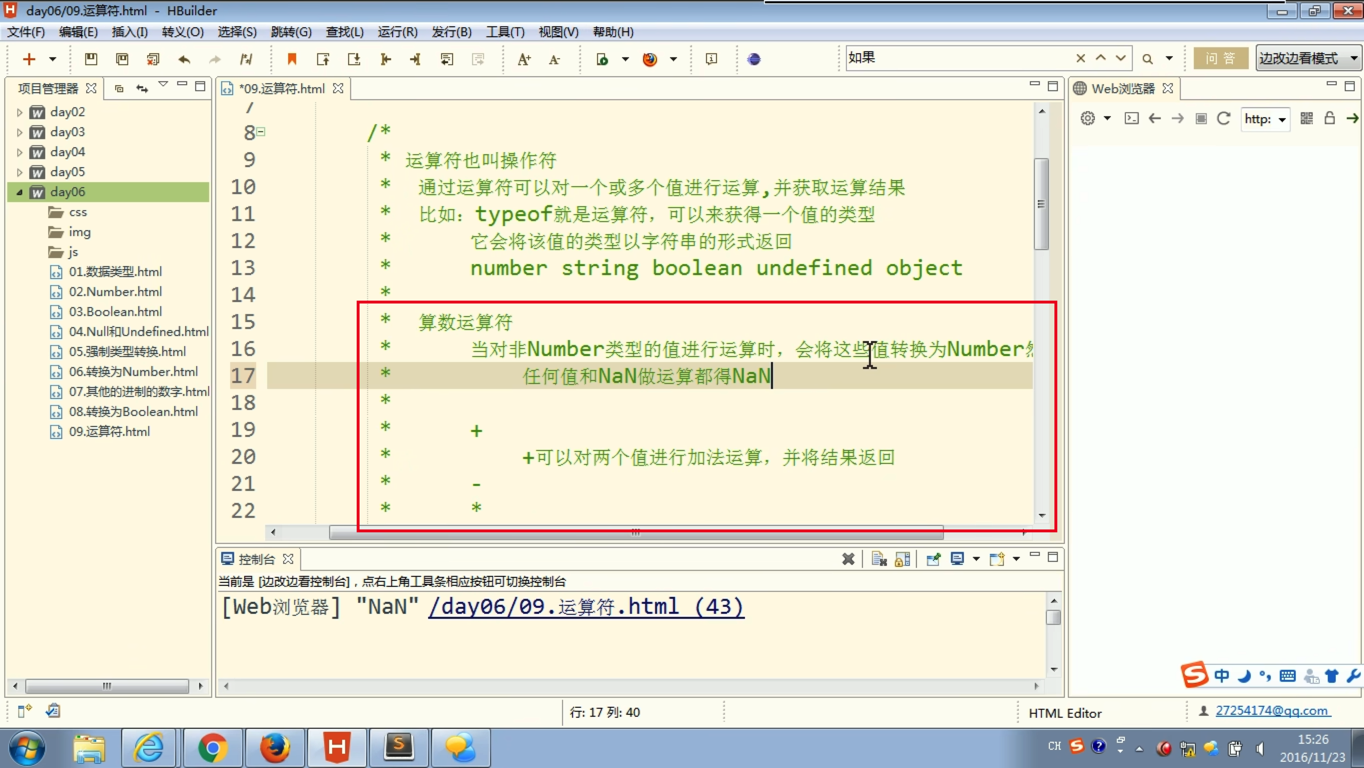 day06/09.运算符.html - HBuilder
文件(F) 编辑(E) 插入(I) 转义(O) 选择(S) 跳转(G) 查找(L) 运行(R) 发行(B) 工具(T) 视图(V) 帮助(H)
如果
问 答
边改边看模式
项目管理器
*09.运算符.html
Web浏览器
http:
day02
day03
day04
day05
day06
css
img
js
01.数据类型.html
02.Number.html
03.Boolean.html
04.Null和Undefined.html
05.强制类型转换.html
06.转换为Number.html
07.其他的进制的数字.html
08.转换为Boolean.html
09.运算符.html
7
8 /*
9 * 运算符也叫操作符
10 * 通过运算符可以对一个或多个值进行运算,并获取运算结果
11 * 比如：typeof就是运算符，可以来获得一个值的类型
12 * 它会将该值的类型以字符串的形式返回
13 * number string boolean undefined object
14 *
15 * 算数运算符
16 * 当对非Number类型的值进行运算时，会将这些值转换为Number然
17 * 任何值和NaN做运算都得NaN
18 *
19 * +
20 * +可以对两个值进行加法运算，并将结果返回
21 * -
22 * *
控制台
当前是 [边改边看控制台]，点右上角工具条相应按钮可切换控制台
[Web浏览器] "NaN" /day06/09.运算符.html (43)
中
行: 17 列: 40
HTML Editor
27254174@qq.com
CH
15:26
2016/11/23